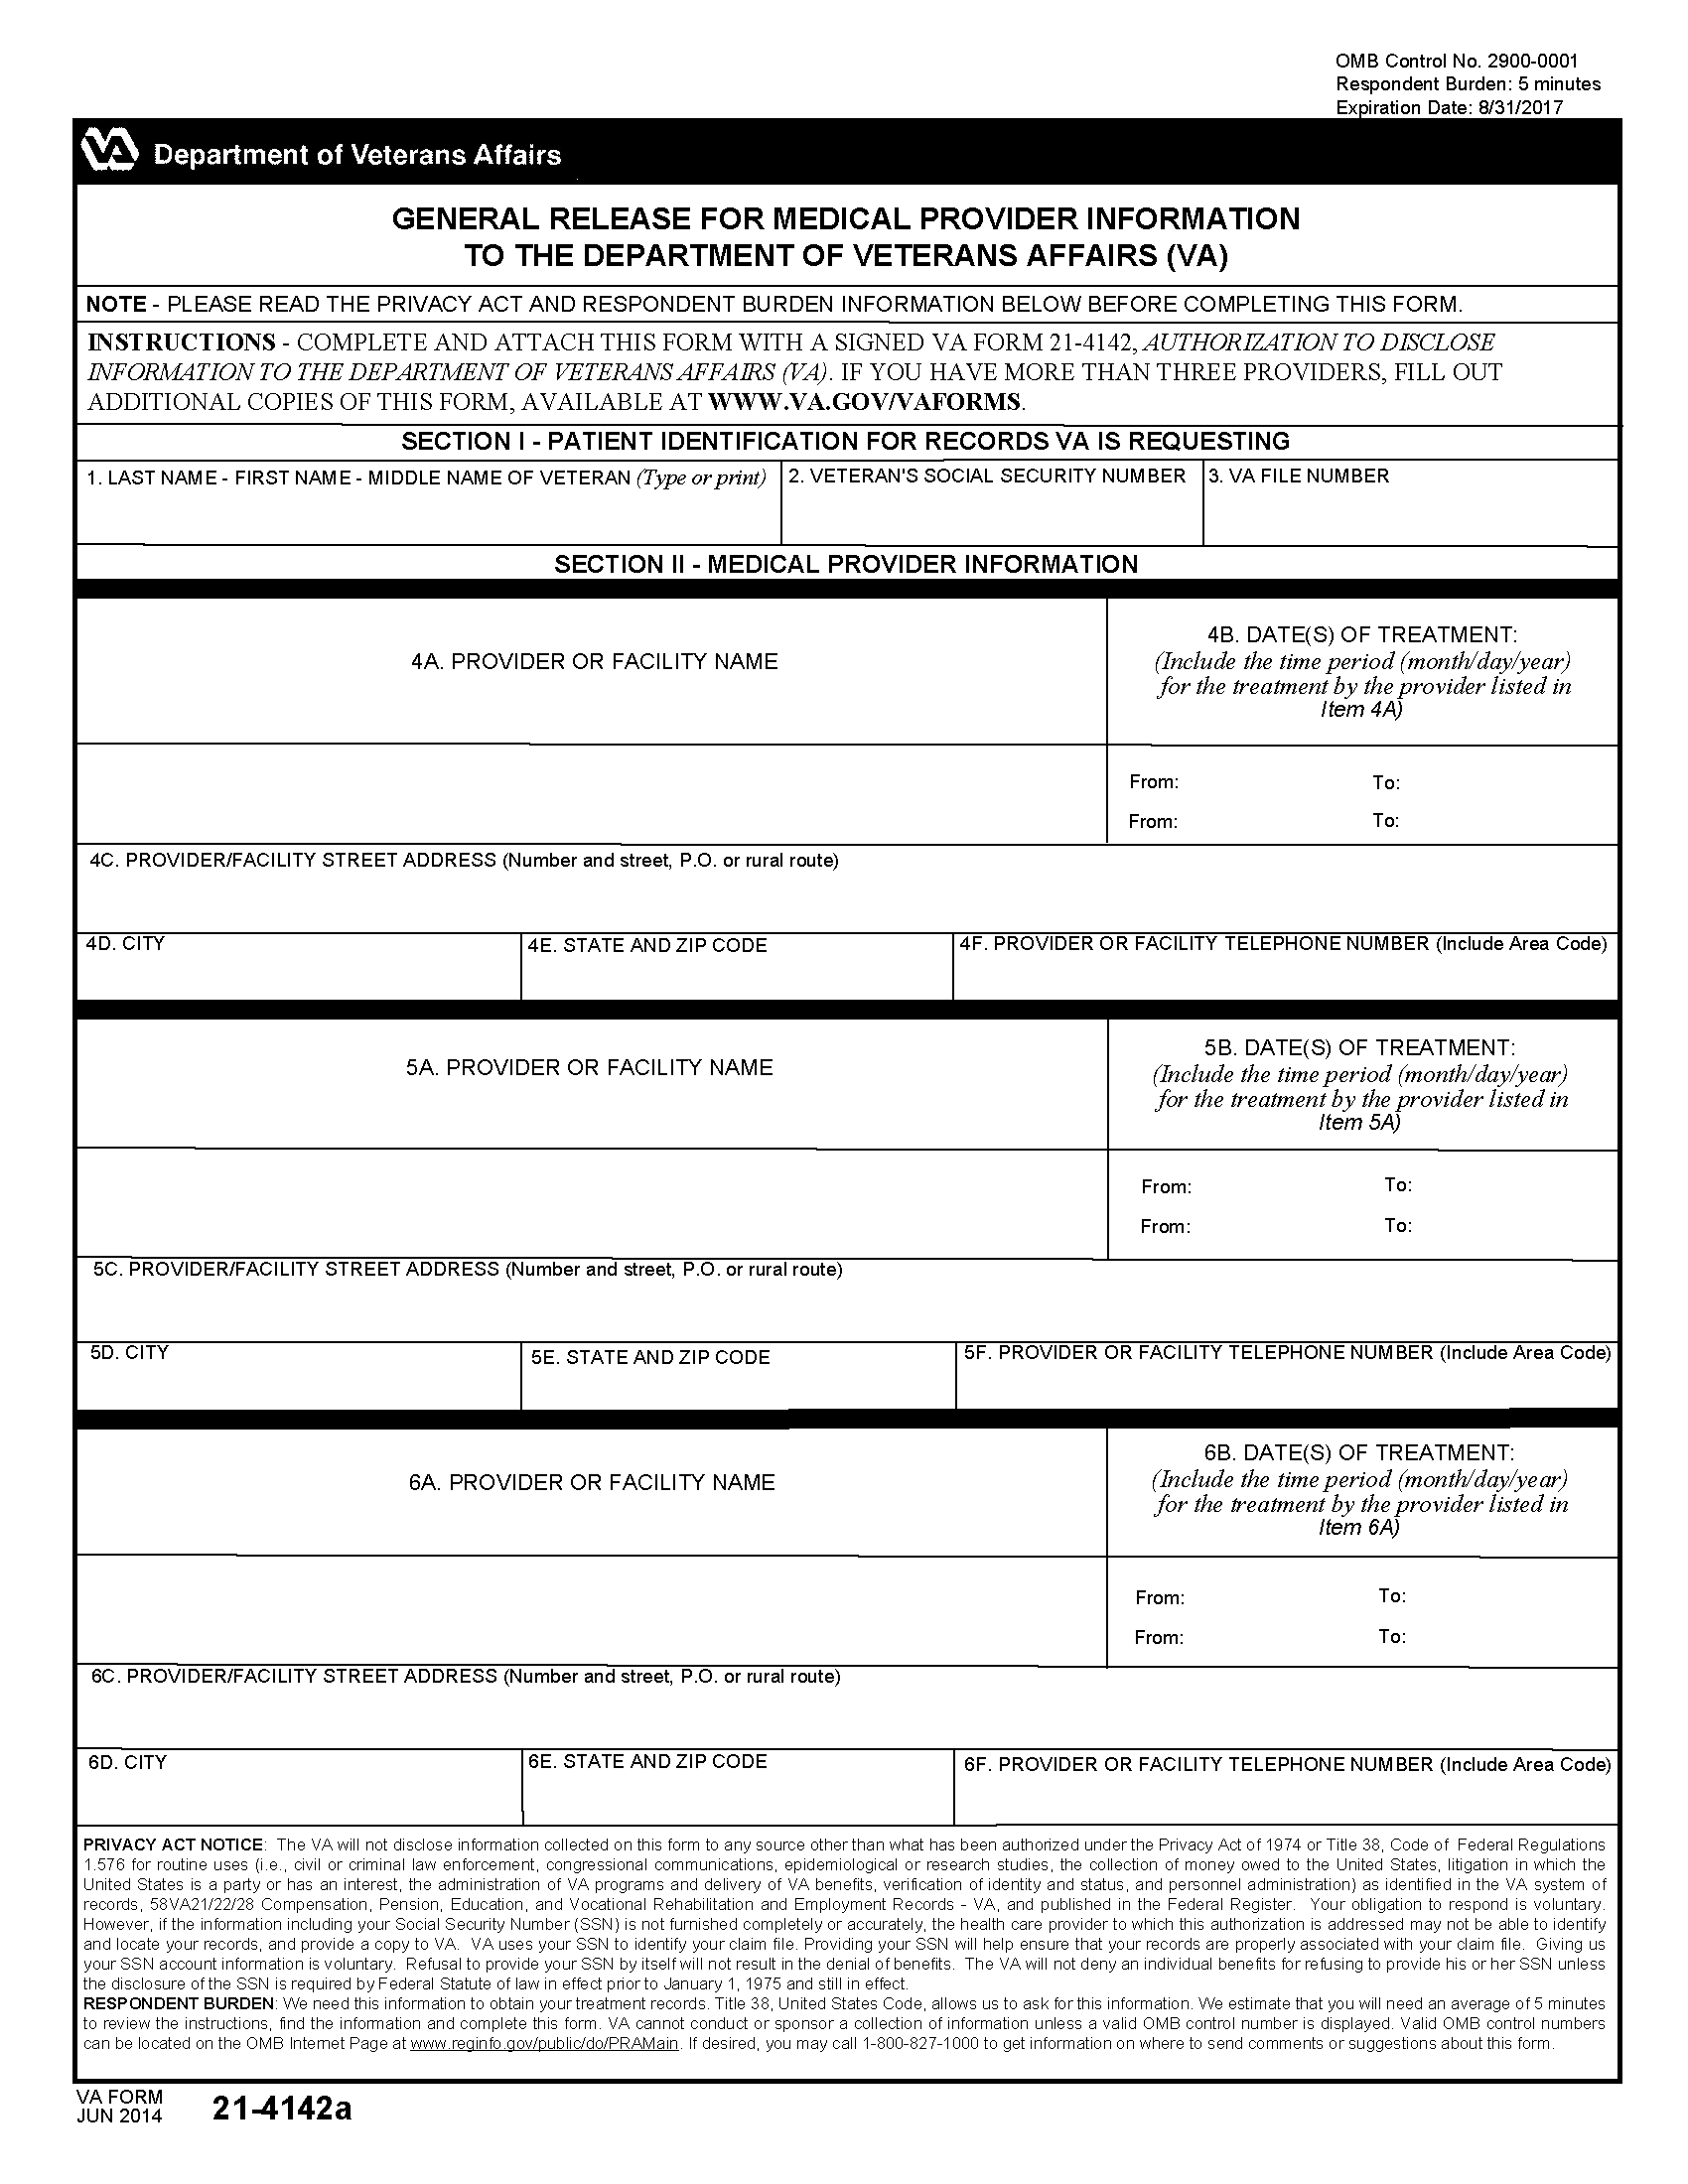 OMB Control No. 2900-0001
Respondent Burden: 5 minutes
Expiration Date: 8/31/2017
VA Department of Veterans Affairs
GENERAL RELEASE FOR MEDICAL PROVIDER INFORMATION
TO THE DEPARTMENT OF VETERANS AFFAIRS (VA)
NOTE - PLEASE READ THE PRIVACY ACT AND RESPONDENT BURDEN INFORMATION BELOW BEFORE COMPLETING THIS FORM.
INSTRUCTIONS - COMPLETE AND ATTACH THIS FORM WITH A SIGNED VA FORM 21-4142, AUTHORIZATION TO DISCLOSE
INFORMATION TO THE DEPARTMENT OF VETERANS AFFAIRS (VA). IF YOU HAVE MORE THAN THREE PROVIDERS, FILL OUT
ADDITIONAL COPIES OF THIS FORM, AVAILABLE AT WWW.VA.GOV/VAFORMS.
SECTION I - PATIENT IDENTIFICATION FOR RECORDS VA IS REQUESTING
1. LAST NAME - FIRST NAME - MIDDLE NAME OF VETERAN (Type or print)
2. VETERAN'S SOCIAL SECURITY NUMBER
3. VA FILE NUMBER
SECTION II - MEDICAL PROVIDER INFORMATION
4A. PROVIDER OR FACILITY NAME
4B. DATE(S) OF TREATMENT:
(Include the time period (month/day/year)
for the treatment by the provider listed in
Item 4A)
From: To:
From: To:
4C. PROVIDER/FACILITY STREET ADDRESS (Number and street, P.O. or rural route)
4D. CITY
4E. STATE AND ZIP CODE
4F. PROVIDER OR FACILITY TELEPHONE NUMBER (Include Area Code)
5A. PROVIDER OR FACILITY NAME
5B. DATE(S) OF TREATMENT:
(Include the time period (month/day/year)
for the treatment by the provider listed in
Item 5A)
From: To:
From: To:
5C. PROVIDER/FACILITY STREET ADDRESS (Number and street, P.O. or rural route)
5D. CITY
5E. STATE AND ZIP CODE
5F. PROVIDER OR FACILITY TELEPHONE NUMBER (Include Area Code)
6A. PROVIDER OR FACILITY NAME
6B. DATE(S) OF TREATMENT:
(Include the time period (month/day/year)
for the treatment by the provider listed in
Item 6A)
From: To:
From: To:
6C. PROVIDER/FACILITY STREET ADDRESS (Number and street, P.O. or rural route)
6D. CITY
6E. STATE AND ZIP CODE
6F. PROVIDER OR FACILITY TELEPHONE NUMBER (Include Area Code)
PRIVACY ACT NOTICE: The VA will not disclose information collected on this form to any source other than what has been authorized under the Privacy Act of 1974 or Title 38, Code of Federal Regulations
1.576 for routine uses (i.e., civil or criminal law enforcement, congressional communications, epidemiological or research studies, the collection of money owed to the United States, litigation in which the
United States is a party or has an interest, the administration of VA programs and delivery of VA benefits, verification of identity and status, and personnel administration) as identified in the VA system of
records, 58VA21/22/28 Compensation, Pension, Education, and Vocational Rehabilitation and Employment Records - VA, and published in the Federal Register. Your obligation to respond is voluntary.
However, if the information including your Social Security Number (SSN) is not furnished completely or accurately, the health care provider to which this authorization is addressed may not be able to identify
and locate your records, and provide a copy to VA. VA uses your SSN to identify your claim file. Providing your SSN will help ensure that your records are properly associated with your claim file. Giving us
your SSN account information is voluntary. Refusal to provide your SSN by itself will not result in the denial of benefits. The VA will not deny an individual benefits for refusing to provide his or her SSN unless
the disclosure of the SSN is required by Federal Statute of law in effect prior to January 1, 1975 and still in effect.
RESPONDENT BURDEN: We need this information to obtain your treatment records. Title 38, United States Code, allows us to ask for this information. We estimate that you will need an average of 5 minutes
to review the instructions, find the information and complete this form. VA cannot conduct or sponsor a collection of information unless a valid OMB control number is displayed. Valid OMB control numbers
can be located on the OMB Internet Page at www.reginfo.gov/public/do/PRAMain. If desired, you may call 1-800-827-1000 to get information on where to send comments or suggestions about this form.
VA FORM
JUN 2014 21-4142a